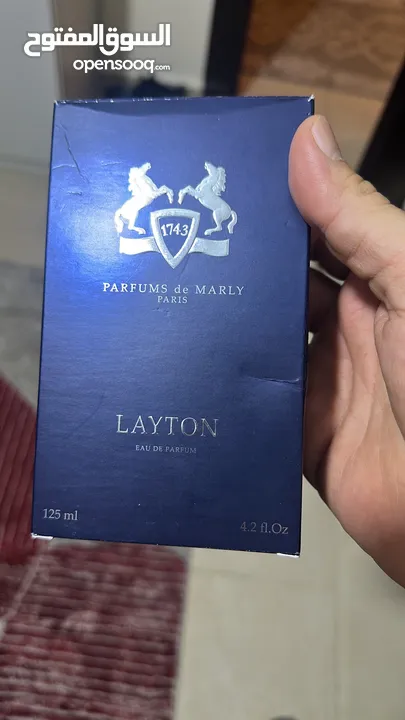 السوق المفتوح
opensooq.com
1743
PARFUMS de MARLY
PARIS
LAYTON
EAU DE PARFUM
125 ml
4.2 fl.Oz